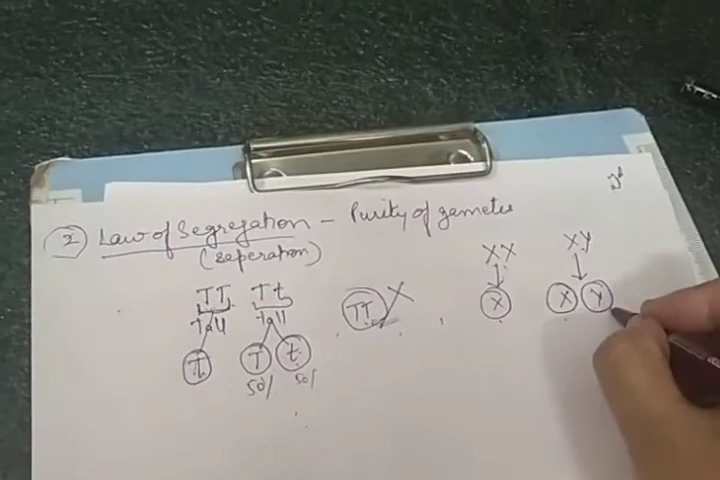 2 Law of Segregation – Purity of gametes
(seperation)
TT Tt
tall tall
T T t
50% 50%
TT X
XX XY
X X Y